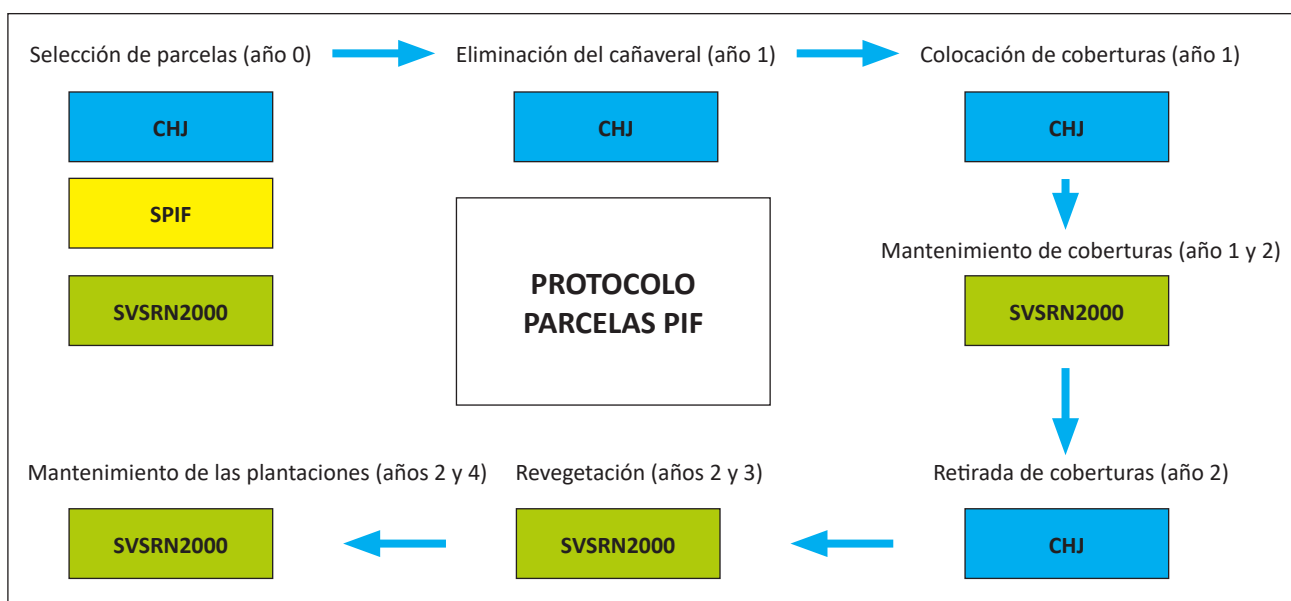 Selección de parcelas (año 0)
CHJ
SPIF
SVSRN2000
Eliminación del cañaveral (año 1)
CHJ
Colocación de coberturas (año 1)
CHJ
Mantenimiento de coberturas (año 1 y 2)
SVSRN2000
Retirada de coberturas (año 2)
CHJ
Revegetación (años 2 y 3)
SVSRN2000
Mantenimiento de las plantaciones (años 2 y 4)
SVSRN2000
PROTOCOLO
PARCELAS PIF